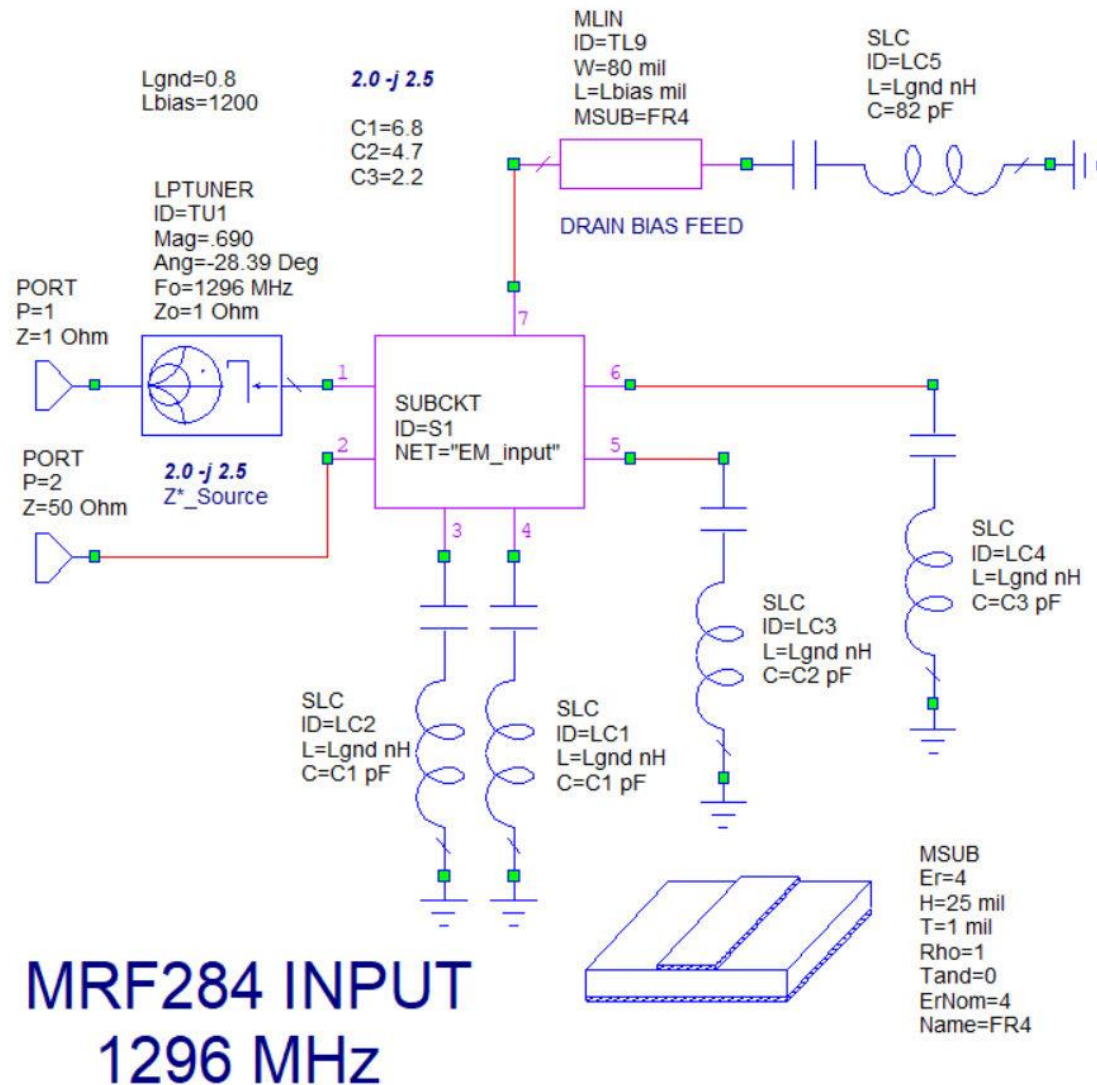 Lgnd=0.8
Lbias=1200
2.0 -j 2.5
C1=6.8
C2=4.7
C3=2.2
MLIN
ID=TL9
W=80 mil
L=Lbias mil
MSUB=FR4
SLC
ID=LC5
L=Lgnd nH
C=82 pF
DRAIN BIAS FEED
LPTUNER
ID=TU1
Mag=.690
Ang=-28.39 Deg
Fo=1296 MHz
Zo=1 Ohm
PORT
P=1
Z=1 Ohm
PORT
P=2
Z=50 Ohm
2.0 -j 2.5
Z*_Source
1
2
3
4
5
6
7
SUBCKT
ID=S1
NET="EM_input"
SLC
ID=LC2
L=Lgnd nH
C=C1 pF
SLC
ID=LC1
L=Lgnd nH
C=C1 pF
SLC
ID=LC3
L=Lgnd nH
C=C2 pF
SLC
ID=LC4
L=Lgnd nH
C=C3 pF
MSUB
Er=4
H=25 mil
T=1 mil
Rho=1
Tand=0
ErNom=4
Name=FR4
MRF284 INPUT
1296 MHz